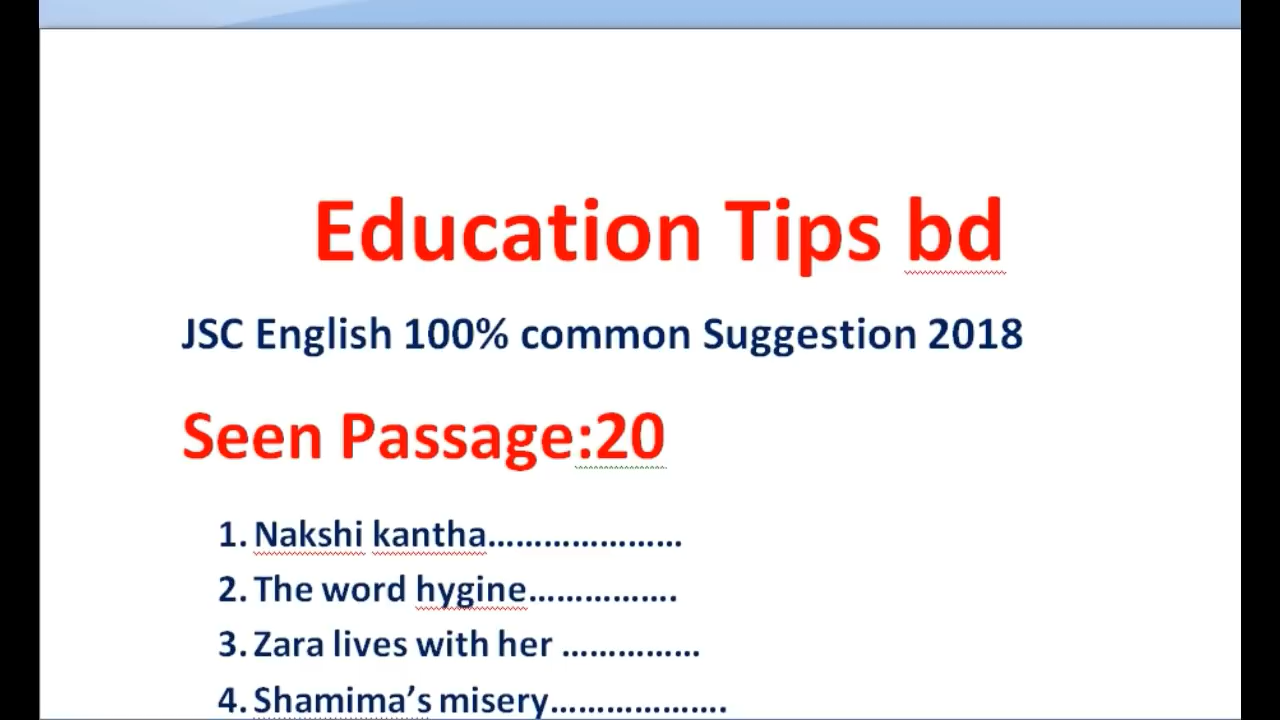 Education Tips bd
JSC English 100% common Suggestion 2018
Seen Passage:20
1. Nakshi kantha.....................
2. The word hygine................
3. Zara lives with her ...............
4. Shamima's misery...................